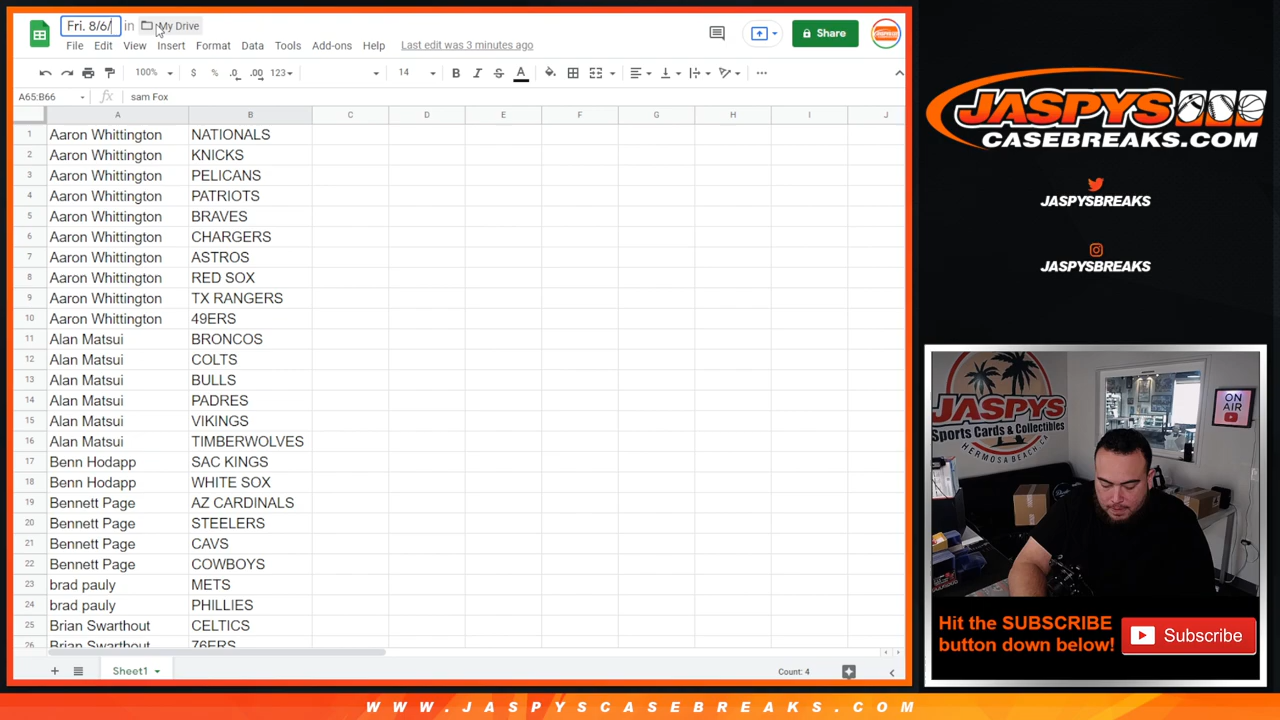 Fri. 8/6/ in My Drive
File Edit View Insert Format Data Tools Add-ons Help Last edit was 3 minutes ago
Share
100% $ % .0 .00 123 14 B I S A
A65:B66 fx sam Fox
A B C D E F G H I J
1 Aaron Whittington NATIONALS
2 Aaron Whittington KNICKS
3 Aaron Whittington PELICANS
4 Aaron Whittington PATRIOTS
5 Aaron Whittington BRAVES
6 Aaron Whittington CHARGERS
7 Aaron Whittington ASTROS
8 Aaron Whittington RED SOX
9 Aaron Whittington TX RANGERS
10 Aaron Whittington 49ERS
11 Alan Matsui BRONCOS
12 Alan Matsui COLTS
13 Alan Matsui BULLS
14 Alan Matsui PADRES
15 Alan Matsui VIKINGS
16 Alan Matsui TIMBERWOLVES
17 Benn Hodapp SAC KINGS
18 Benn Hodapp WHITE SOX
19 Bennett Page AZ CARDINALS
20 Bennett Page STEELERS
21 Bennett Page CAVS
22 Bennett Page COWBOYS
23 brad pauly METS
24 brad pauly PHILLIES
25 Brian Swarthout CELTICS
26 Brian Swarthout 76ERS
Sheet1
Count: 4
JASPYS
CASEBREAKS.COM
JASPYSBREAKS
JASPYSBREAKS
JASPYS
Sports Cards & Collectibles
HERMOSA BEACH CA
ON
AIR
Hit the SUBSCRIBE
button down below!
Subscribe
WWW.JASPYSCASEBREAKS.COM